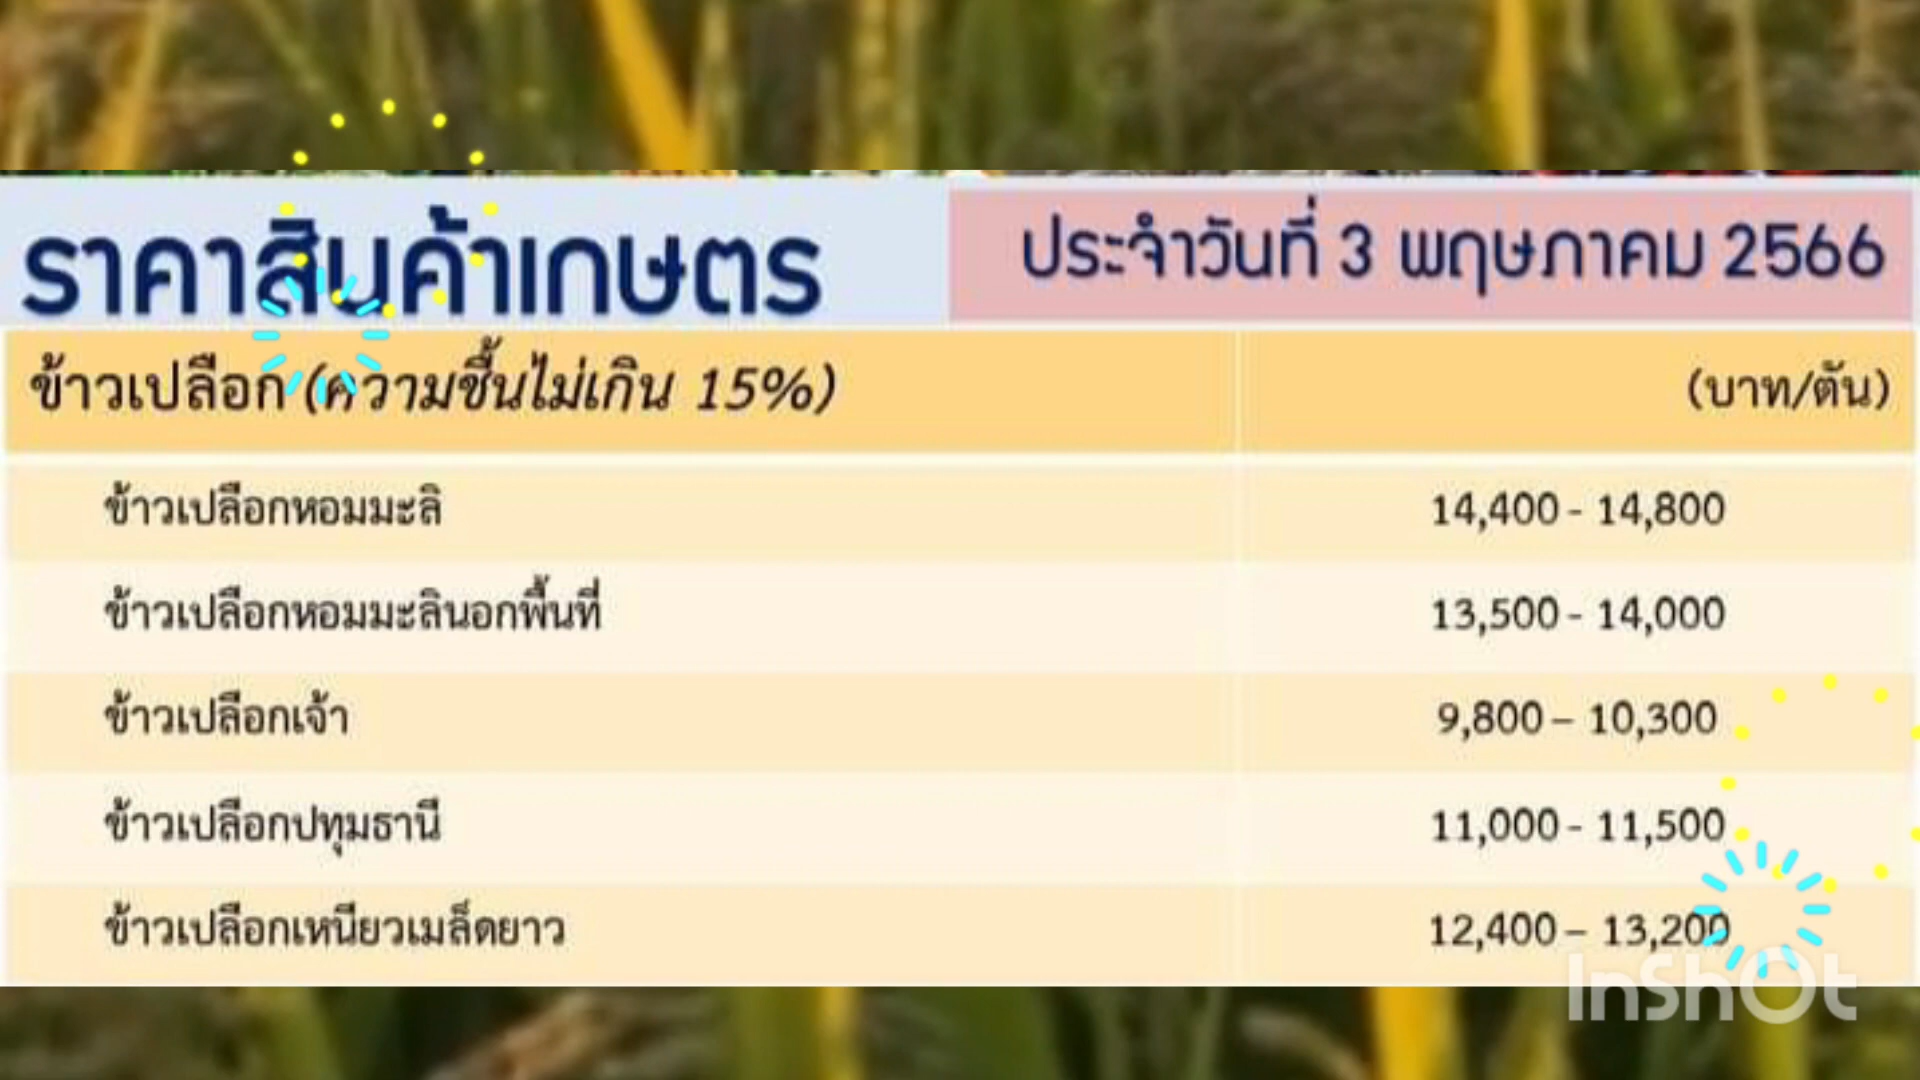 ราคาสินค้าเกษตร
ประจำวันที่ 3 พฤษภาคม 2566
ข้าวเปลือก (ความชื้นไม่เกิน 15%) (บาท/ตัน)
ข้าวเปลือกหอมมะลิ 14,400 - 14,800
ข้าวเปลือกหอมมะลินอกพื้นที่ 13,500 - 14,000
ข้าวเปลือกเจ้า 9,800 – 10,300
ข้าวเปลือกปทุมธานี 11,000 - 11,500
ข้าวเปลือกเหนียวเมล็ดยาว 12,400 – 13,200
InShOt